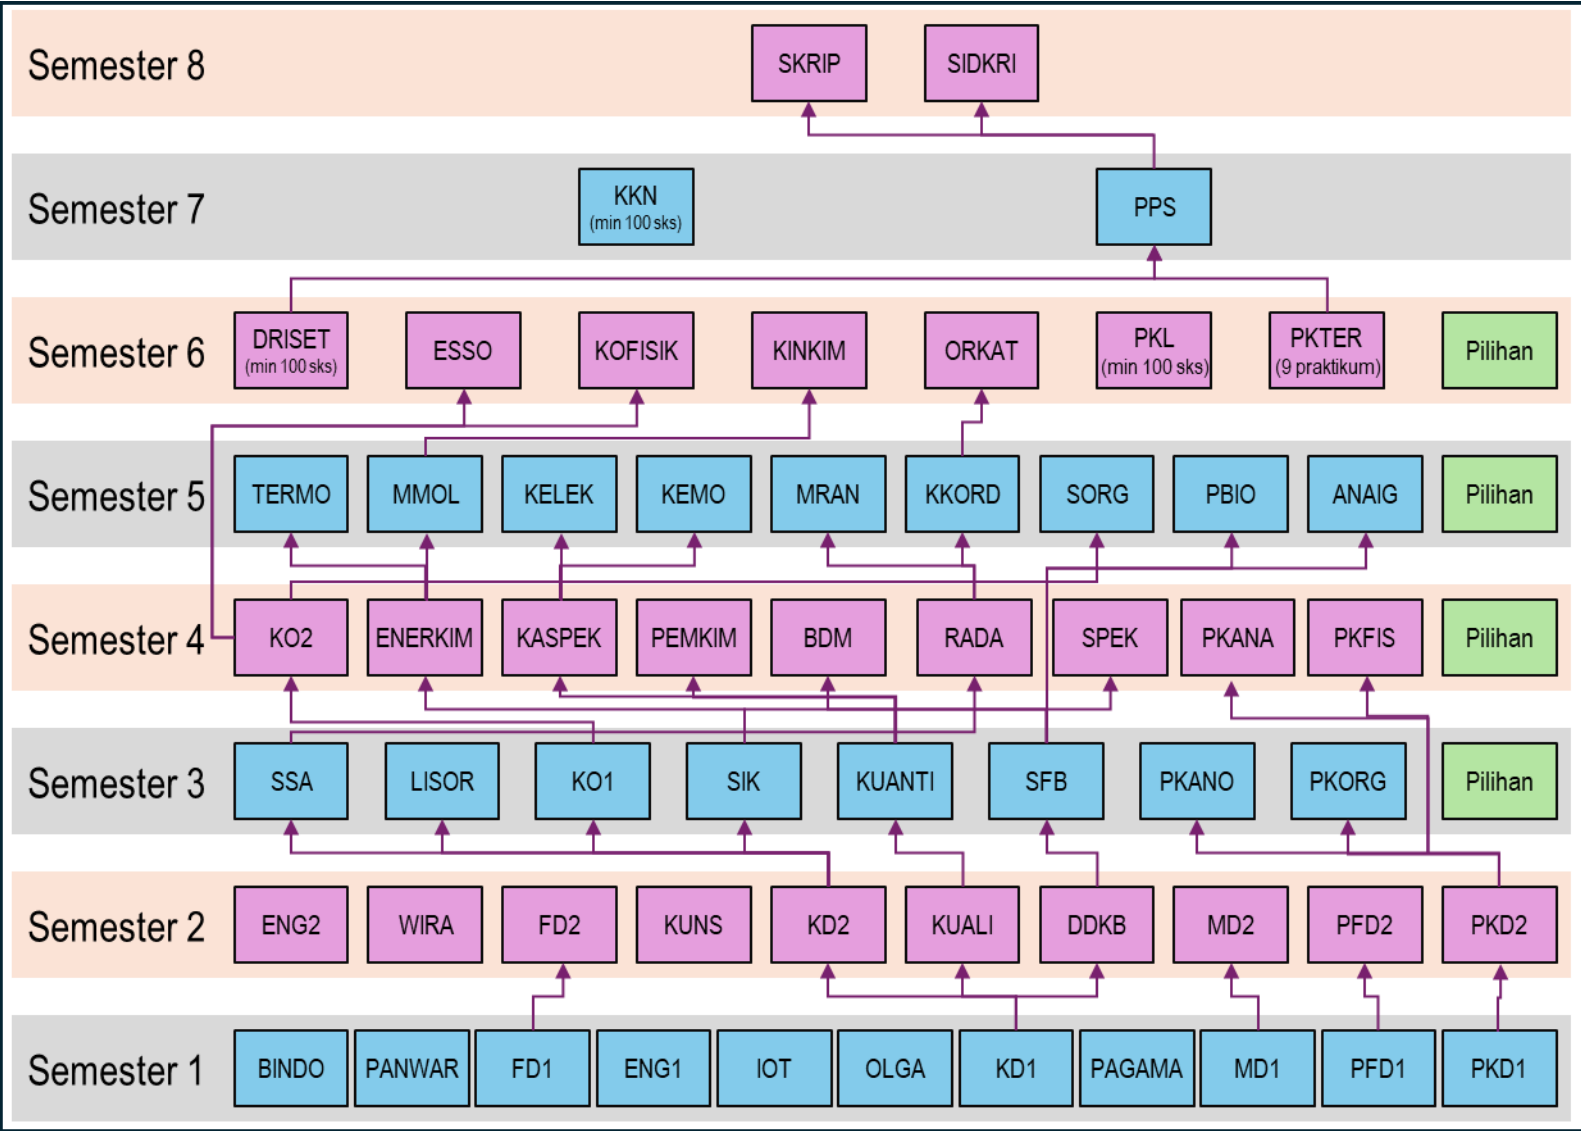 Semester 8
SKRIP
SIDKRI
Semester 7
KKN
(min 100 sks)
PPS
Semester 6
DRISET
(min 100 sks)
ESSO
KOFISIK
KINKIM
ORKAT
PKL
(min 100 sks)
PKTER
(9 praktikum)
Pilihan
Semester 5
TERMO
MMOL
KELEK
KEMO
MRAN
KKORD
SORG
PBIO
ANAIG
Pilihan
Semester 4
KO2
ENERKIM
KASPEK
PEMKIM
BDM
RADA
SPEK
PKANA
PKFIS
Pilihan
Semester 3
SSA
LISOR
KO1
SIK
KUANTI
SFB
PKANO
PKORG
Pilihan
Semester 2
ENG2
WIRA
FD2
KUNS
KD2
KUALI
DDKB
MD2
PFD2
PKD2
Semester 1
BINDO
PANWAR
FD1
ENG1
IOT
OLGA
KD1
PAGAMA
MD1
PFD1
PKD1